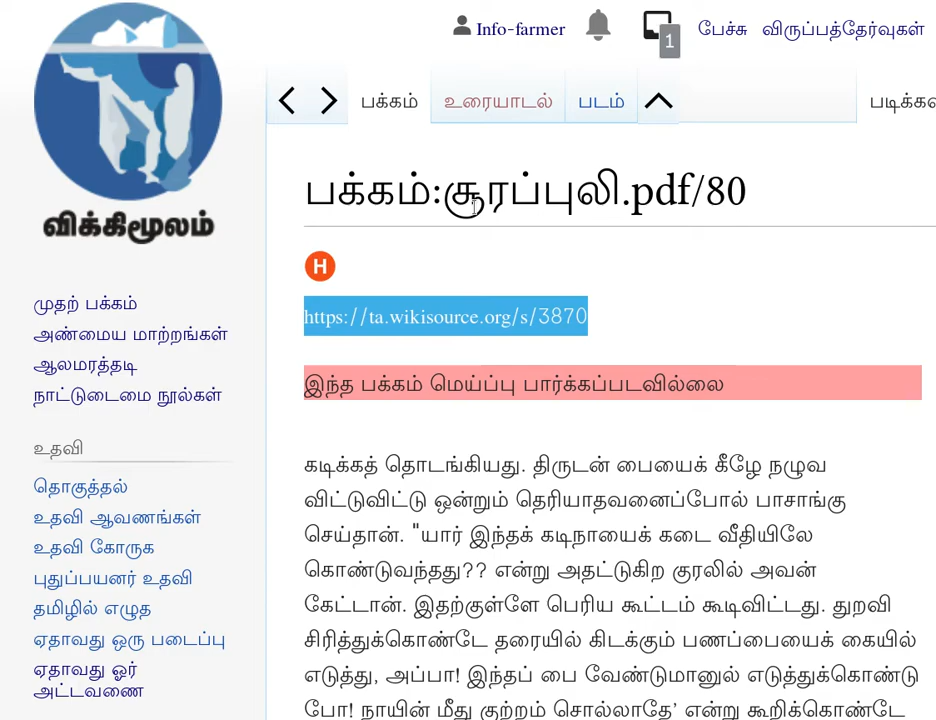 Info-farmer
1
பேச்சு
விருப்பத்தேர்வுகள்
பக்கம்
உரையாடல்
படம்
விக்கிமூலம்
பக்கம்:சூரப்புலி.pdf/80
H
https://ta.wikisource.org/s/3870
இந்த பக்கம் மெய்ப்பு பார்க்கப்படவில்லை
முதற் பக்கம்
அண்மைய மாற்றங்கள்
ஆலமரத்தடி
நாட்டுடைமை நூல்கள்
உதவி
தொகுத்தல்
உதவி ஆவணங்கள்
உதவி கோருக
புதுப்பயனர் உதவி
தமிழில் எழுத
ஏதாவது ஒரு படைப்பு
ஏதாவது ஓர்
அட்டவணை
கடிக்கத் தொடங்கியது. திருடன் பையைக் கீழே நழுவ
விட்டுவிட்டு ஒன்றும் தெரியாதவனைப்போல் பாசாங்கு
செய்தான். "யார் இந்தக் கடிநாயைக் கடை வீதியிலே
கொண்டுவந்தது?? என்று அதட்டுகிற குரலில் அவன்
கேட்டான். இதற்குள்ளே பெரிய கூட்டம் கூடிவிட்டது. துறவி
சிரித்துக்கொண்டே தரையில் கிடக்கும் பணப்பையைக் கையில்
எடுத்து, அப்பா! இந்தப் பை வேண்டுமானுல் எடுத்துக்கொண்டு
போ! நாயின் மீது குற்றம் சொல்லாதே’ என்று கூறிக்கொண்டே